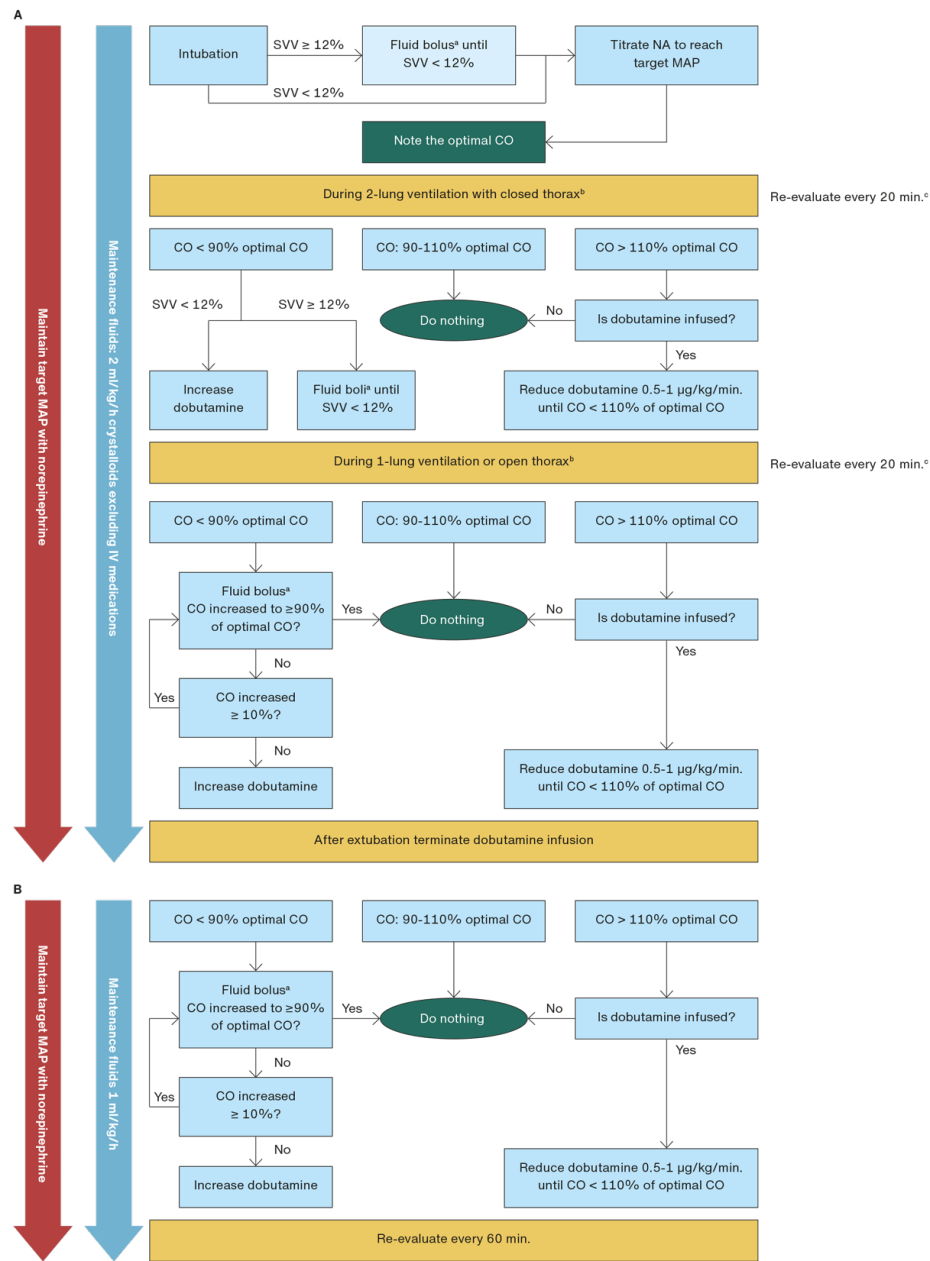 A
Maintain target MAP with norepinephrine
Maintenance fluids: 2 ml/kg/h crystalloids excluding IV medications
Intubation
SVV ≥ 12%
Fluid bolusᵃ until
SVV < 12%
Titrate NA to reach
target MAP
SVV < 12%
Note the optimal CO
During 2-lung ventilation with closed thoraxᵇ
Re-evaluate every 20 min.ᶜ
CO < 90% optimal CO
CO: 90-110% optimal CO
CO > 110% optimal CO
SVV < 12%
SVV ≥ 12%
Do nothing
No
Is dobutamine infused?
Yes
Increase
dobutamine
Fluid boliᵃ until
SVV < 12%
Reduce dobutamine 0.5-1 µg/kg/min.
until CO < 110% of optimal CO
During 1-lung ventilation or open thoraxᵇ
Re-evaluate every 20 min.ᶜ
CO < 90% optimal CO
CO: 90-110% optimal CO
CO > 110% optimal CO
Fluid bolusᵃ
CO increased to ≥90%
of optimal CO?
Yes
Do nothing
No
Is dobutamine infused?
No
Yes
Yes
CO increased
≥ 10%?
No
Increase dobutamine
Reduce dobutamine 0.5-1 µg/kg/min.
until CO < 110% of optimal CO
After extubation terminate dobutamine infusion
B
Maintain target MAP with norepinephrine
Maintenance fluids 1 ml/kg/h
CO < 90% optimal CO
CO: 90-110% optimal CO
CO > 110% optimal CO
Fluid bolusᵃ
CO increased to ≥90%
of optimal CO?
Yes
Do nothing
No
Is dobutamine infused?
No
Yes
Yes
CO increased
≥ 10%?
No
Increase dobutamine
Reduce dobutamine 0.5-1 µg/kg/min.
until CO < 110% of optimal CO
Re-evaluate every 60 min.